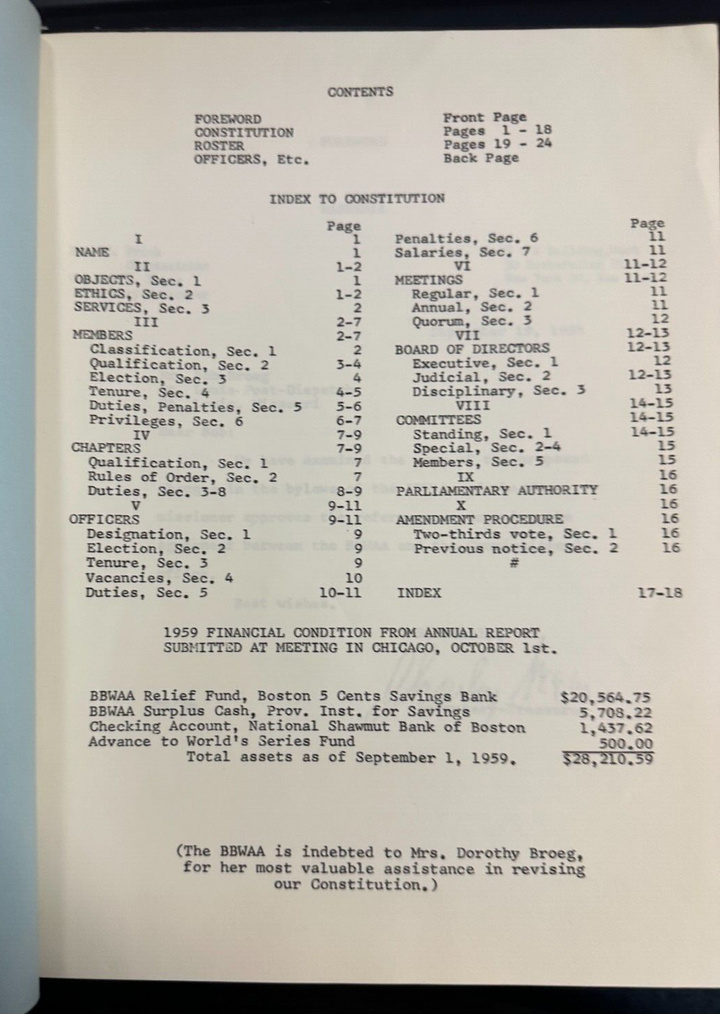 CONTENTS
FOREWORD Front Page
CONSTITUTION Pages 1 - 18
ROSTER Pages 19 - 24
OFFICERS, Etc. Back Page
INDEX TO CONSTITUTION
Page
I 1
NAME 1
II 1-2
OBJECTS, Sec. 1 1
ETHICS, Sec. 2 1-2
SERVICES, Sec. 3 2
III 2-7
MEMBERS 2-7
Classification, Sec. 1 2
Qualification, Sec. 2 3-4
Election, Sec. 3 4
Tenure, Sec. 4 4-5
Duties, Penalties, Sec. 5 5-6
Privileges, Sec. 6 6-7
IV 7-9
CHAPTERS 7-9
Qualification, Sec. 1 7
Rules of Order, Sec. 2 7
Duties, Sec. 3-8 8-9
V 9-11
OFFICERS 9-11
Designation, Sec. 1 9
Election, Sec. 2 9
Tenure, Sec. 3 9
Vacancies, Sec. 4 10
Duties, Sec. 5 10-11
Page
Penalties, Sec. 6 11
Salaries, Sec. 7 11
VI 11-12
MEETINGS 11-12
Regular, Sec. 1 11
Annual, Sec. 2 11
Quorum, Sec. 3 12
VII 12-13
BOARD OF DIRECTORS 12-13
Executive, Sec. 1 12
Judicial, Sec. 2 12-13
Disciplinary, Sec. 3 13
VIII 14-15
COMMITTEES 14-15
Standing, Sec. 1 14-15
Special, Sec. 2-4 15
Members, Sec. 5 15
IX 16
PARLIAMENTARY AUTHORITY 16
X 16
AMENDMENT PROCEDURE 16
Two-thirds vote, Sec. 1 16
Previous notice, Sec. 2 16
#
INDEX 17-18
1959 FINANCIAL CONDITION FROM ANNUAL REPORT
SUBMITTED AT MEETING IN CHICAGO, OCTOBER 1st.
BBWAA Relief Fund, Boston 5 Cents Savings Bank $20,564.75
BBWAA Surplus Cash, Prov. Inst. for Savings 5,708.22
Checking Account, National Shawmut Bank of Boston 1,437.62
Advance to World's Series Fund 500.00
Total assets as of September 1, 1959. $28,210.59
(The BBWAA is indebted to Mrs. Dorothy Broeg,
for her most valuable assistance in revising
our Constitution.)